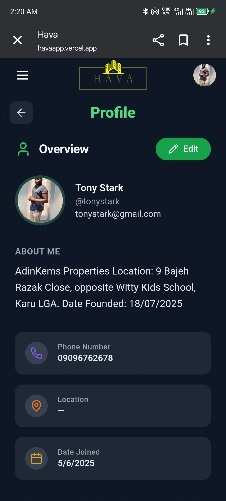 2:20 AM
Hava
havaapp.vercel.app
HAVA
Profile
Overview
Edit
Tony Stark
@tonystark
tonystark@gmail.com
ABOUT ME
AdinKems Properties Location: 9 Bajeh
Razak Close, opposite Witty Kids School,
Karu LGA. Date Founded: 18/07/2025
Phone Number
09096762678
Location
—
Date Joined
5/6/2025